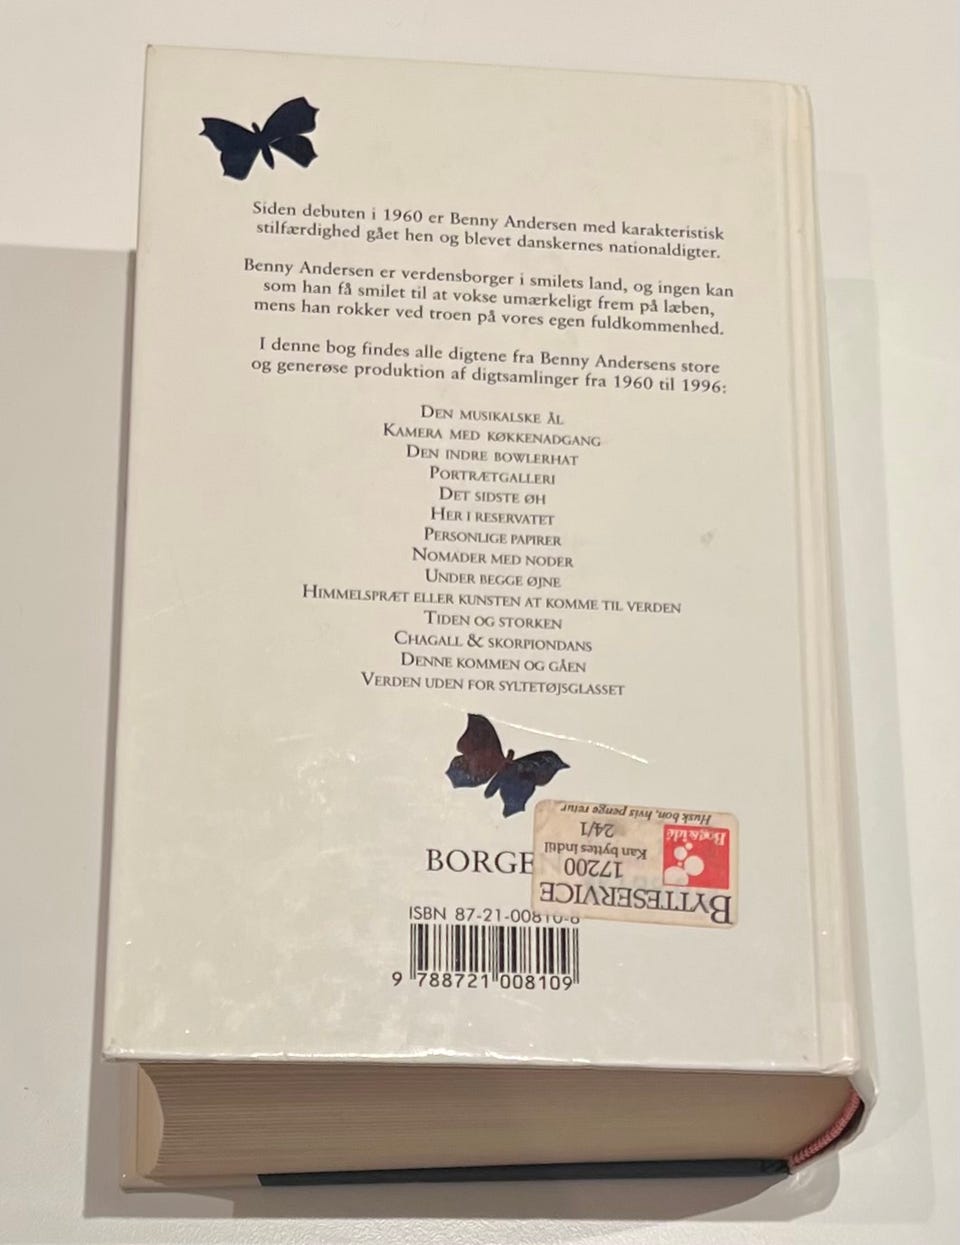 Siden debuten i 1960 er Benny Andersen med karakteristisk
stilfærdighed gået hen og blevet danskernes nationaldigter.
Benny Andersen er verdensborger i smilets land, og ingen kan
som han få smilet til at vokse umærkeligt frem på læben,
mens han rokker ved troen på vores egen fuldkommenhed.
I denne bog findes alle digtene fra Benny Andersens store
og generøse produktion af digtsamlinger fra 1960 til 1996:
DEN MUSIKALSKE ÅL
KAMERA MED KØKKENADGANG
DEN INDRE BOWLERHAT
PORTRÆTGALLERI
DET SIDSTE ØH
HER I RESERVATET
PERSONLIGE PAPIRER
NOMADER MED NODER
UNDER BEGGE ØJNE
HIMMELSPRÆT ELLER KUNSTEN AT KOMME TIL VERDEN
TIDEN OG STORKEN
CHAGALL & SKORPIONDANS
DENNE KOMMEN OG GÅEN
VERDEN UDEN FOR SYLTETØJSGLASSET
BORGE
BYTTESERVICE
17200
Kan byttes indtil
24/1
Husk bon, hvis penge retur.
Bog&idé
ISBN 87-21-00810-8
9 788721 008109